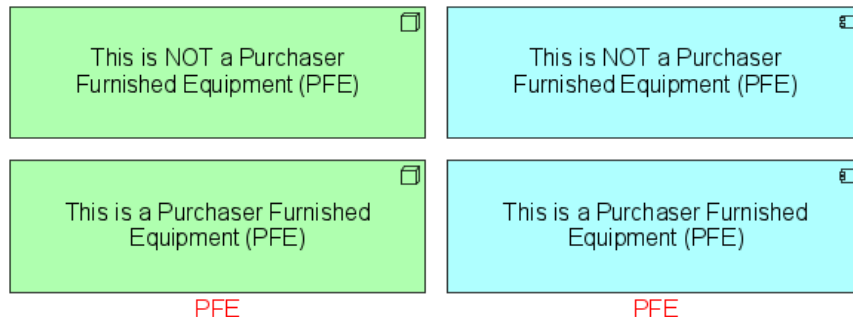 This is NOT a Purchaser
Furnished Equipment (PFE)
This is NOT a Purchaser
Furnished Equipment (PFE)
This is a Purchaser Furnished
Equipment (PFE)
This is a Purchaser Furnished
Equipment (PFE)
PFE
PFE